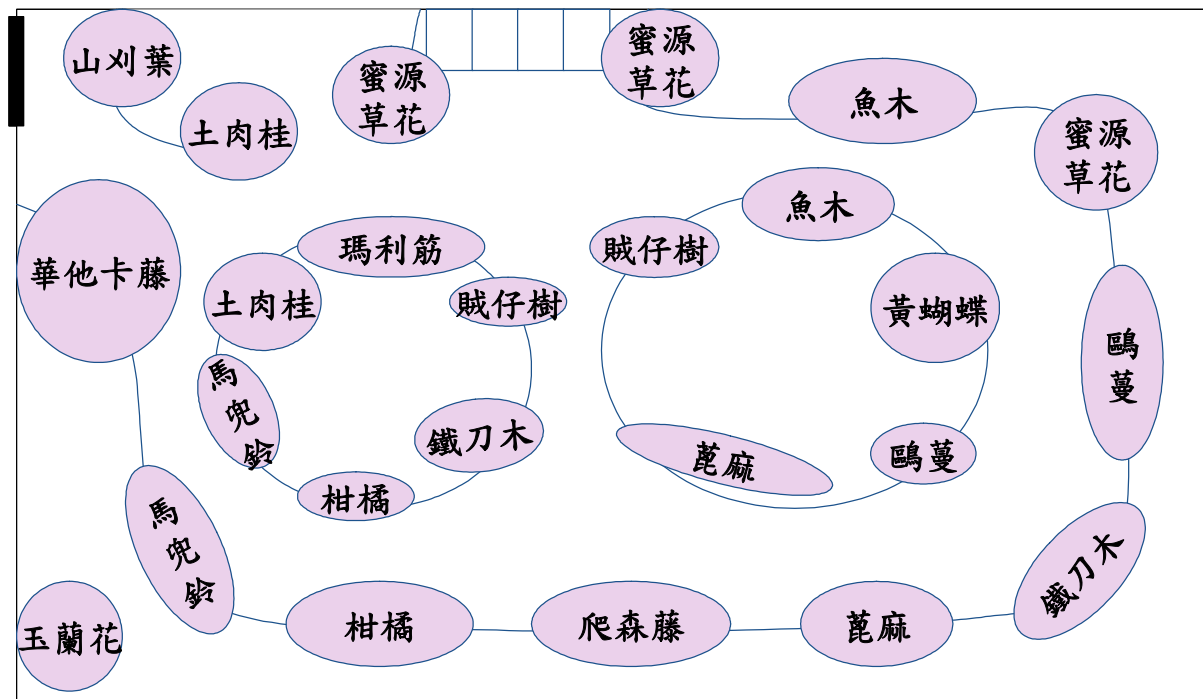 山刈葉
土肉桂
蜜源
草花
蜜源
草花
魚木
蜜源
草花
華他卡藤
瑪利筋
土肉桂
賊仔樹
馬兜鈴
鐵刀木
柑橘
賊仔樹
魚木
黃蝴蝶
鷗蔓
蓖麻
鷗蔓
馬兜鈴
鐵刀木
玉蘭花
柑橘
爬森藤
蓖麻